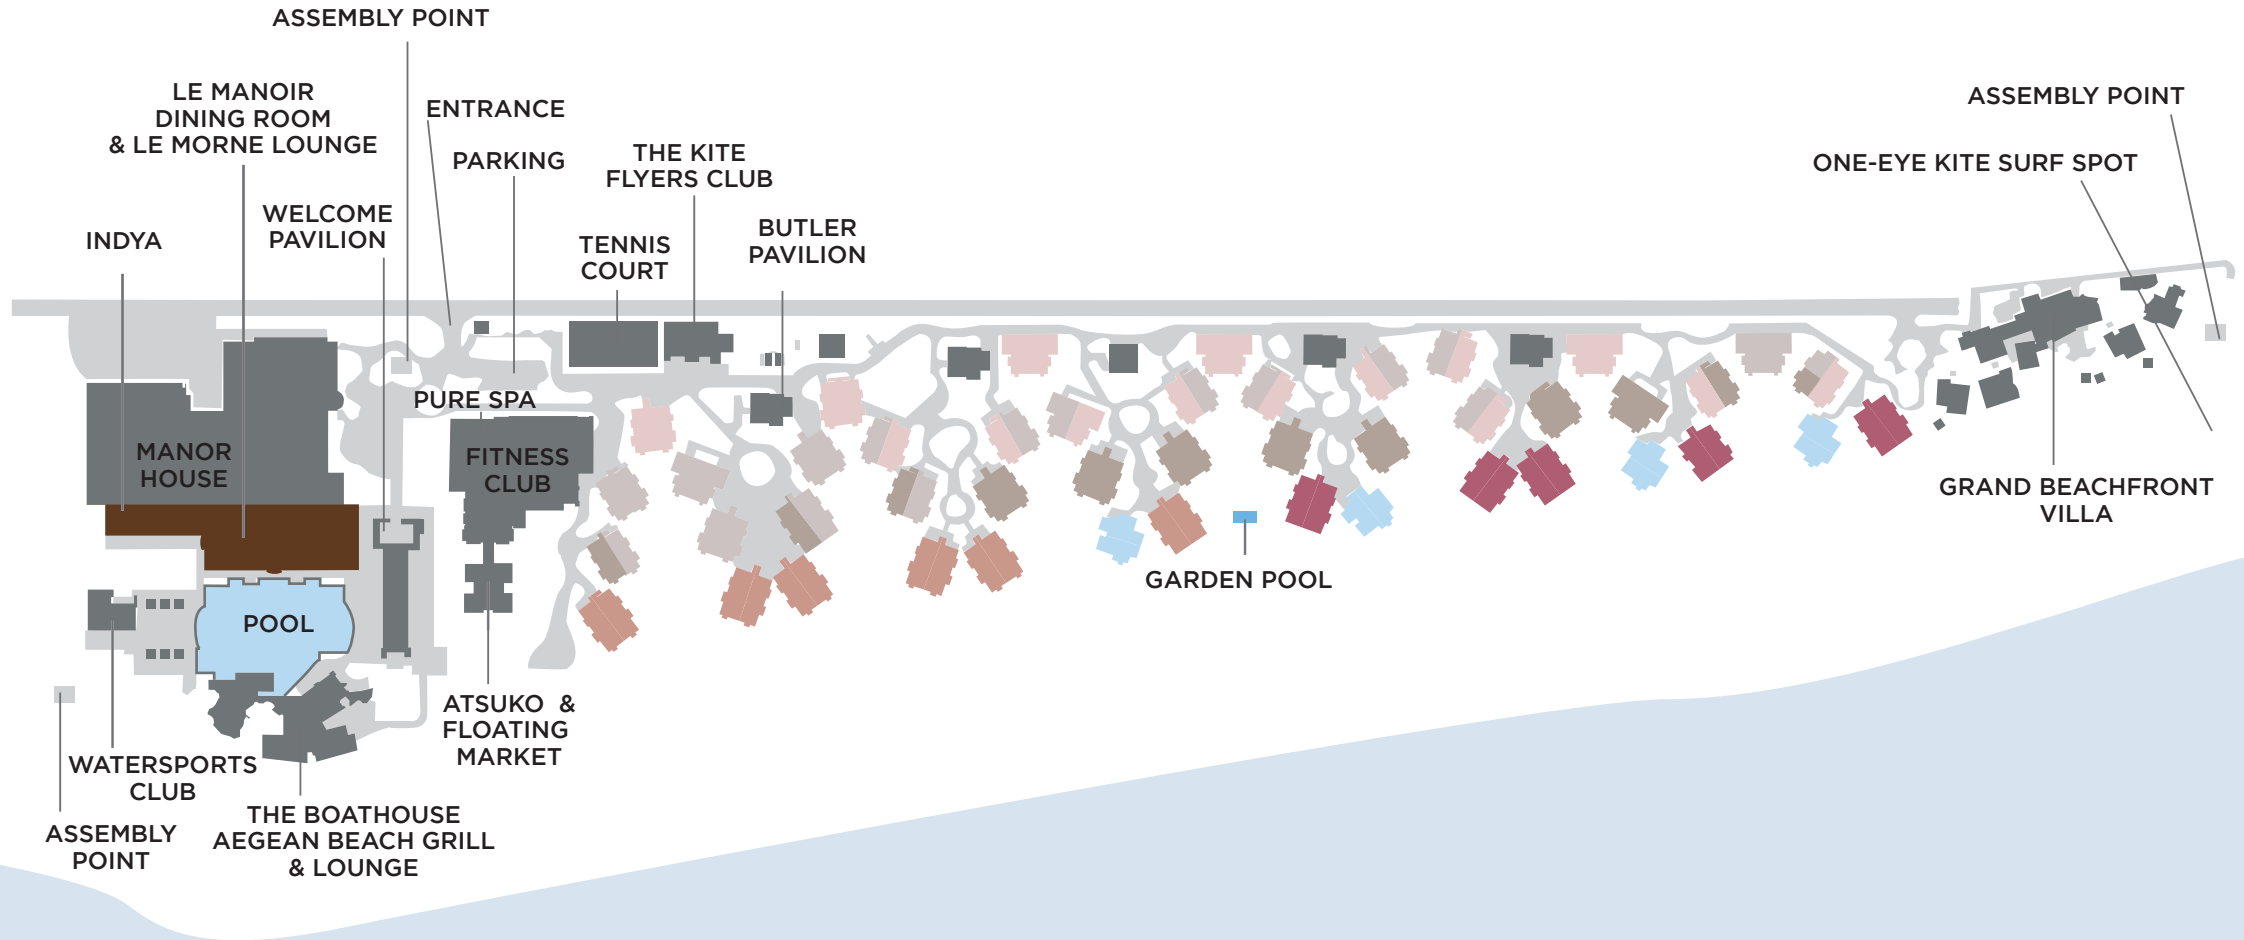 ASSEMBLY POINT
LE MANOIR
DINING ROOM
& LE MORNE LOUNGE
ENTRANCE
PARKING
THE KITE
FLYERS CLUB
ASSEMBLY POINT
ONE-EYE KITE SURF SPOT
INDYA
WELCOME
PAVILION
TENNIS
COURT
BUTLER
PAVILION
PURE SPA
MANOR
HOUSE
FITNESS
CLUB
GRAND BEACHFRONT
VILLA
GARDEN POOL
POOL
ATSUKO &
FLOATING
MARKET
WATERSPORTS
CLUB
THE BOATHOUSE
AEGEAN BEACH GRILL
& LOUNGE
ASSEMBLY
POINT